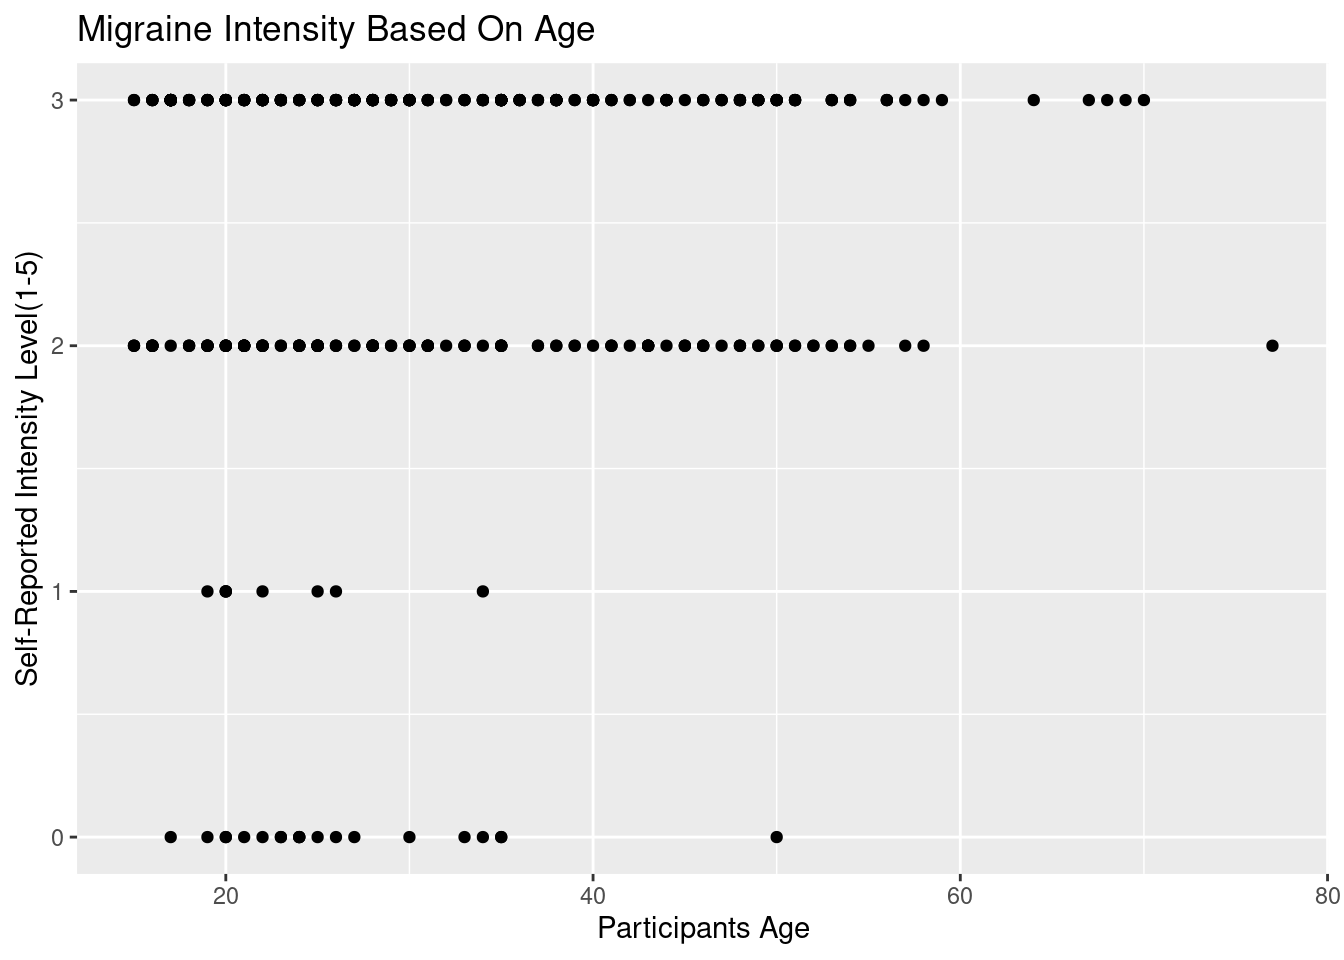 Migraine Intensity Based On Age
Self-Reported Intensity Level(1-5)
3
2
1
0
20 40 60 80
Participants Age